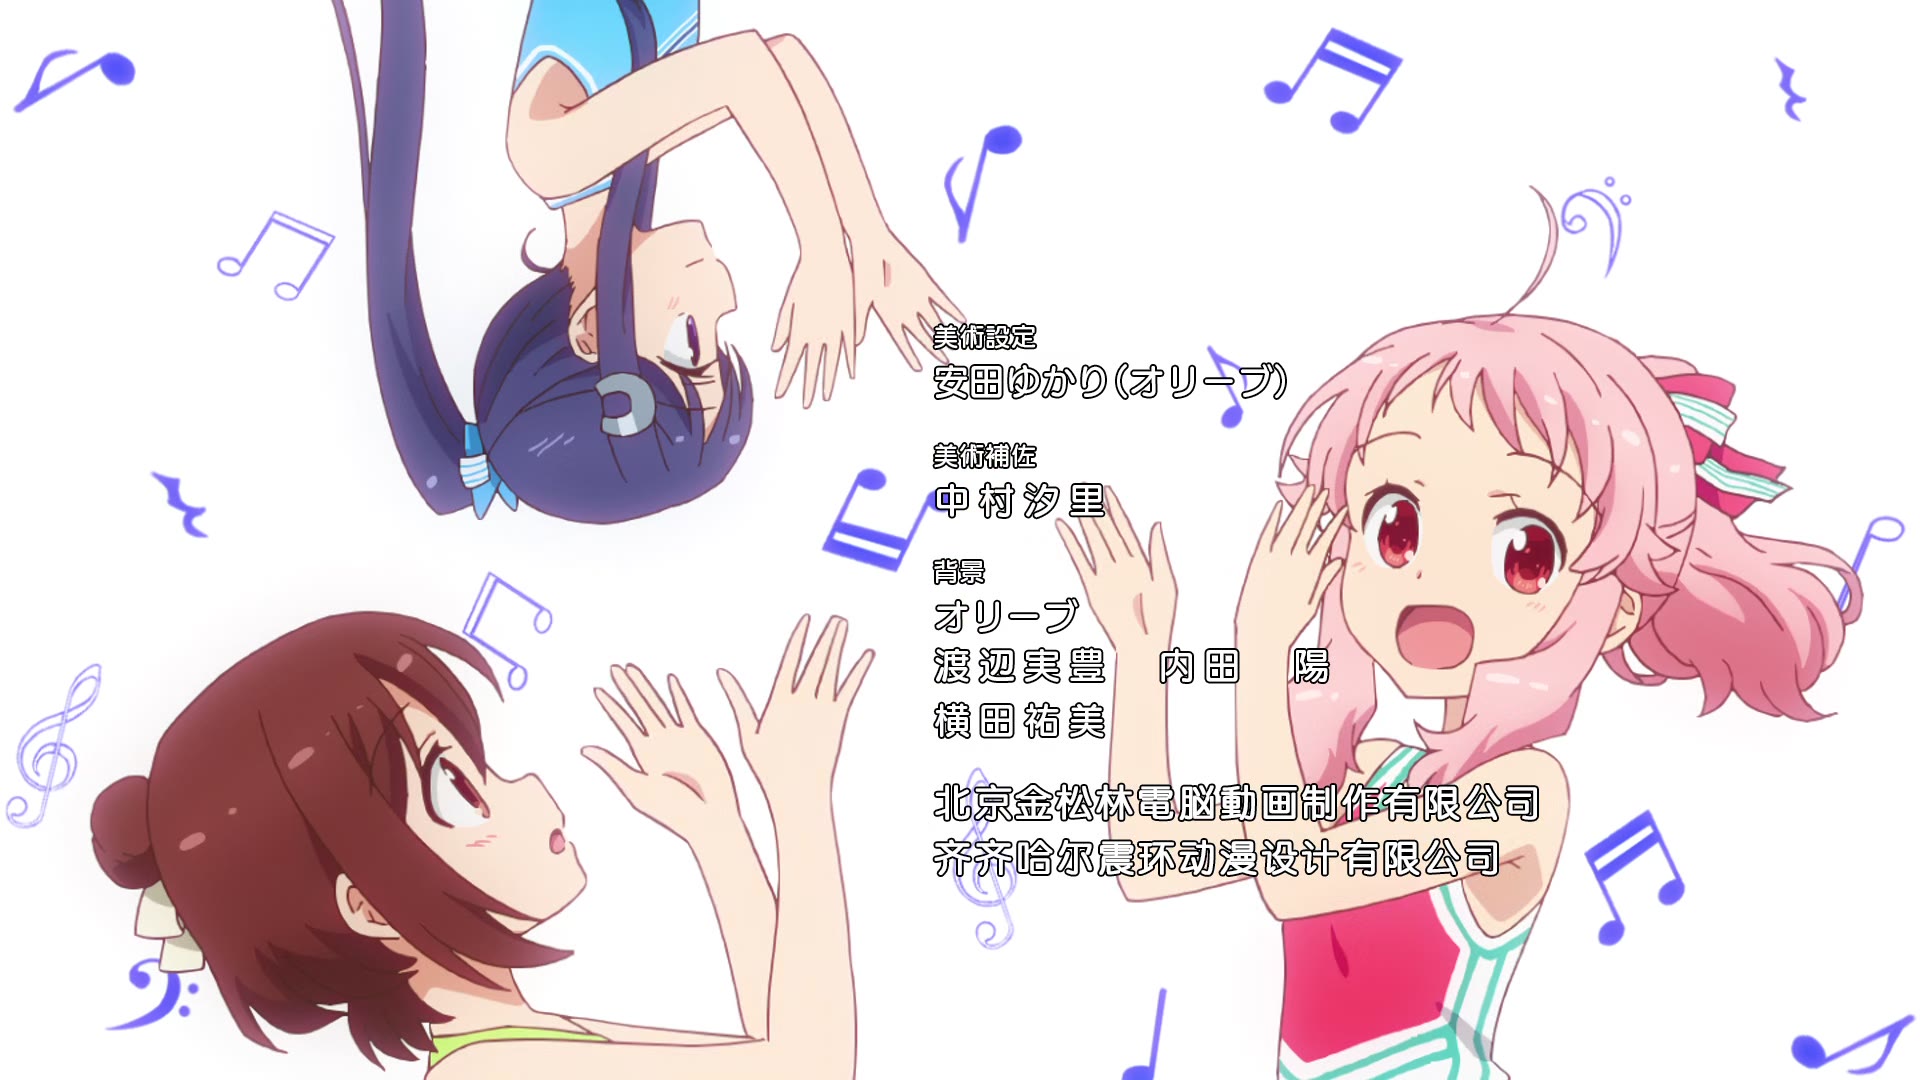 美術設定
安田ゆかり(オリーブ)
美術補佐
中村汐里
背景
オリーブ
渡辺実豊　内田　陽
横田祐美
北京金松林電脳動画制作有限公司
齐齐哈尔震环动漫设计有限公司